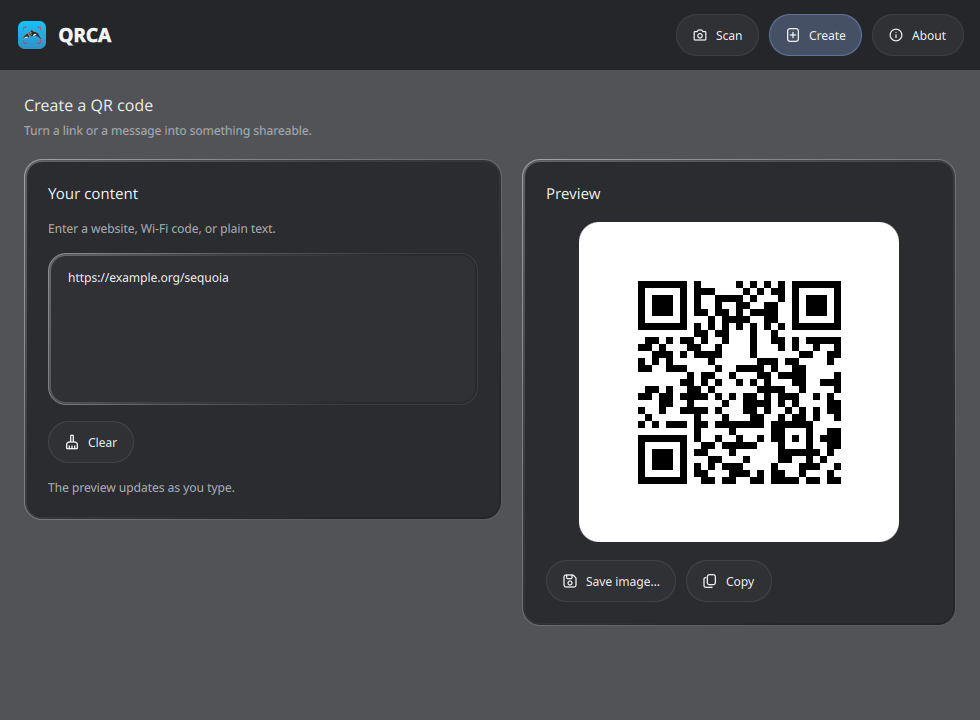 QRCA
Scan
Create
About
Create a QR code
Turn a link or a message into something shareable.
Your content
Enter a website, Wi-Fi code, or plain text.
https://example.org/sequoia
Clear
The preview updates as you type.
Preview
Save image...
Copy